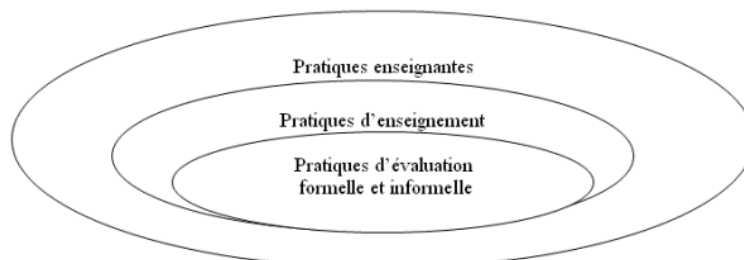 Pratiques enseignantes
Pratiques d'enseignement
Pratiques d'évaluation
formelle et informelle